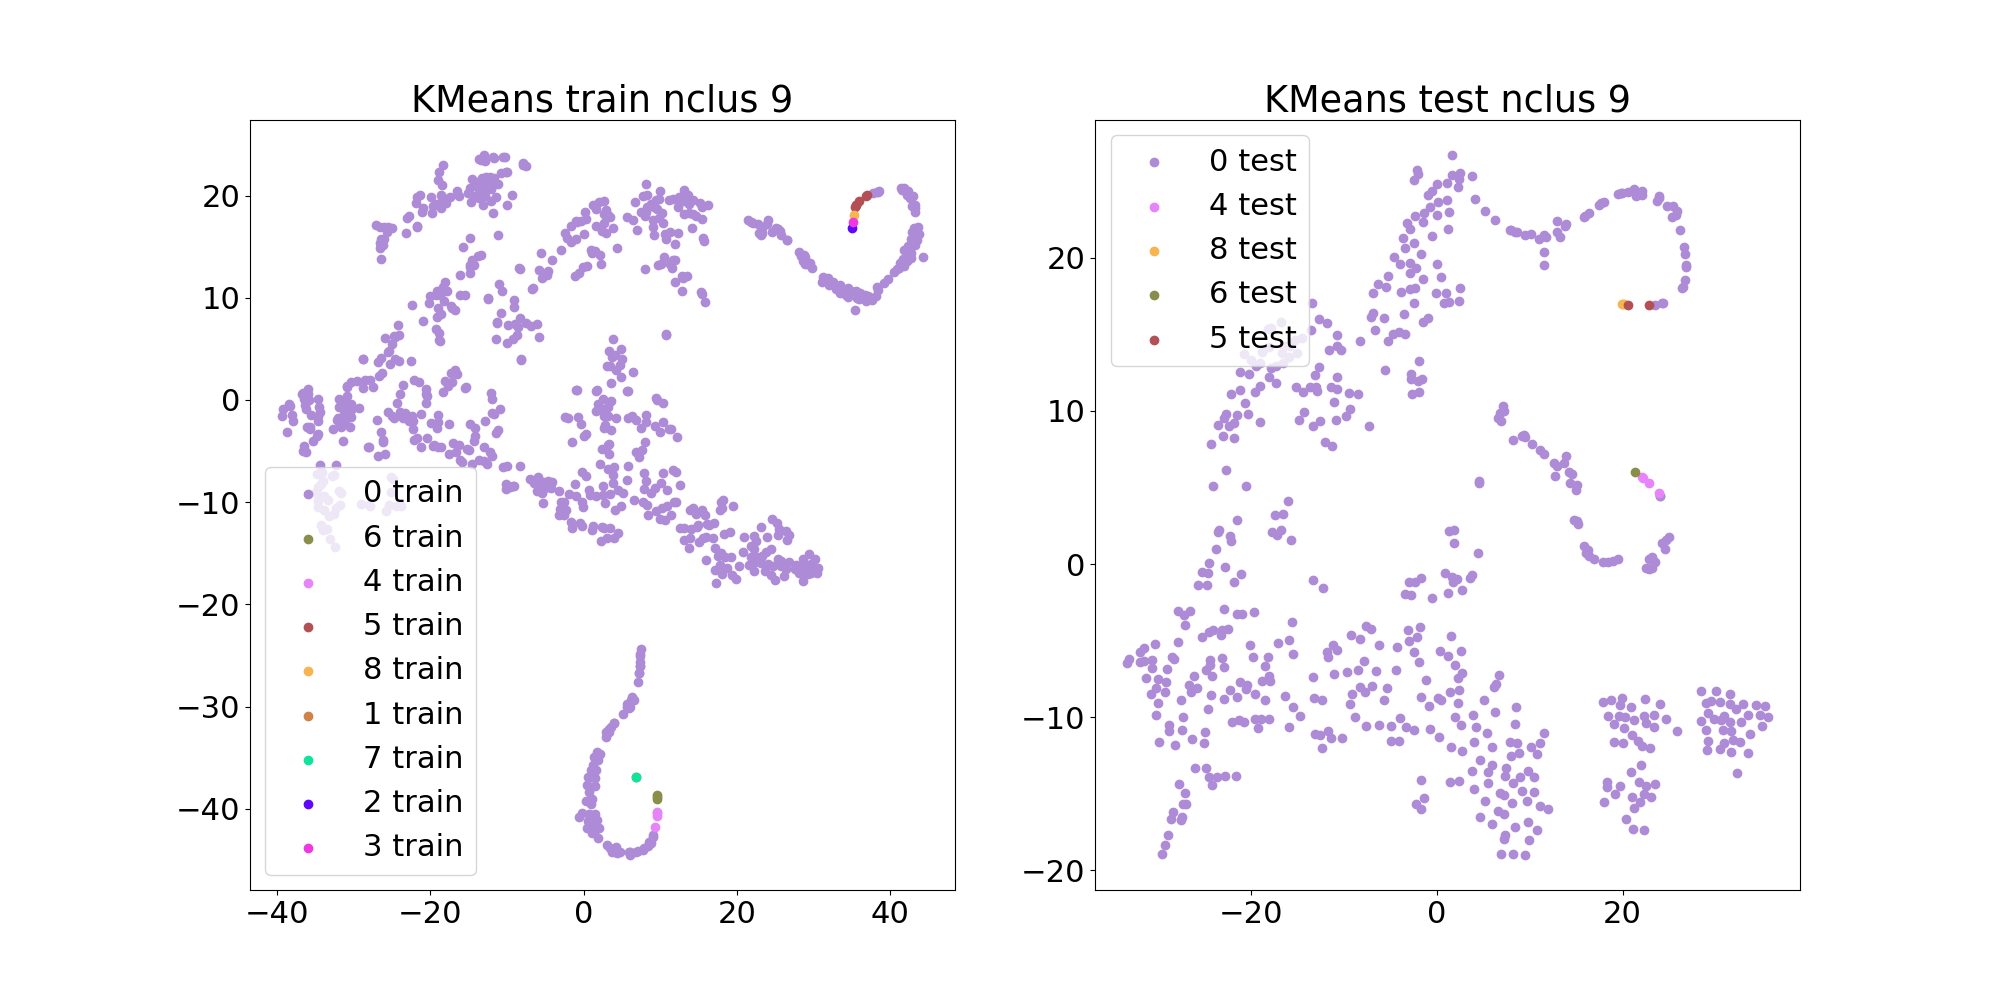 KMeans train nclus 9
20
10
0
−10
−20
−30
−40
−40
−20
0
20
40
0 train
6 train
4 train
5 train
8 train
1 train
7 train
2 train
3 train
KMeans test nclus 9
20
10
0
−10
−20
−20
0
20
0 test
4 test
8 test
6 test
5 test